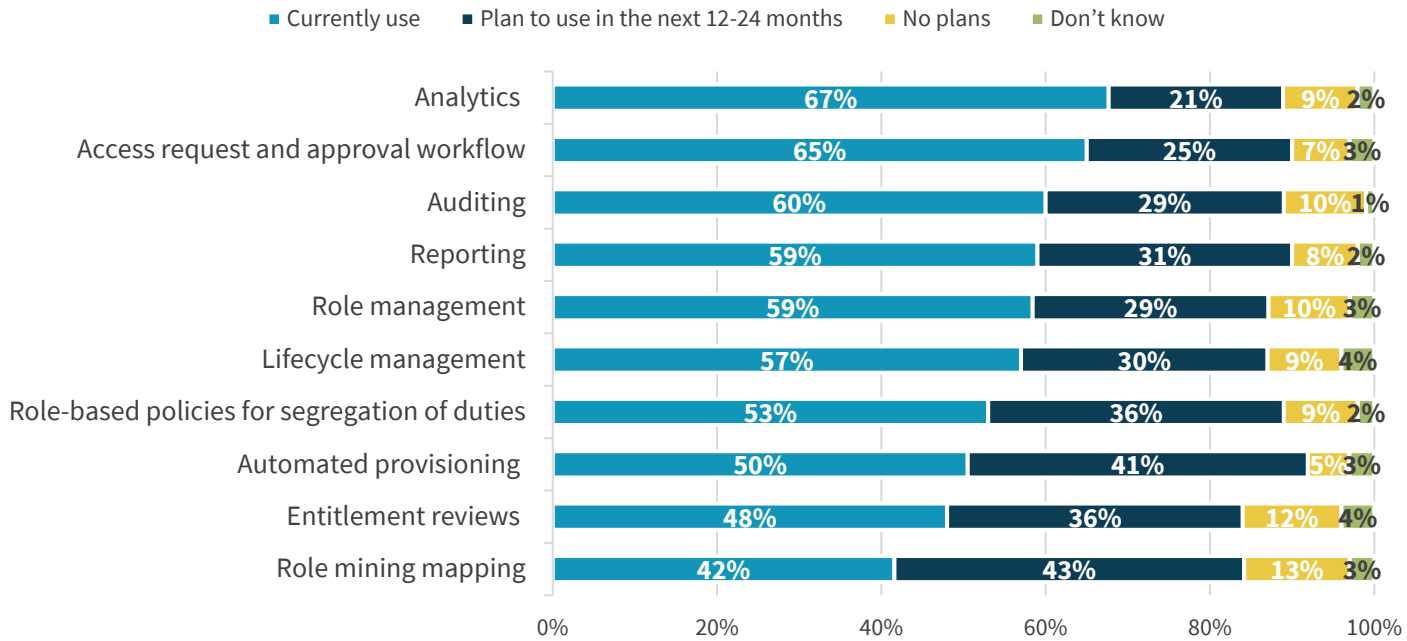 Currently use Plan to use in the next 12-24 months No plans Don't know
Analytics 67% 21% 9% 2%
Access request and approval workflow 65% 25% 7% 3%
Auditing 60% 29% 10% 1%
Reporting 59% 31% 8% 2%
Role management 59% 29% 10% 3%
Lifecycle management 57% 30% 9% 4%
Role-based policies for segregation of duties 53% 36% 9% 2%
Automated provisioning 50% 41% 5% 3%
Entitlement reviews 48% 36% 12% 4%
Role mining mapping 42% 43% 13% 3%
0% 20% 40% 60% 80% 100%